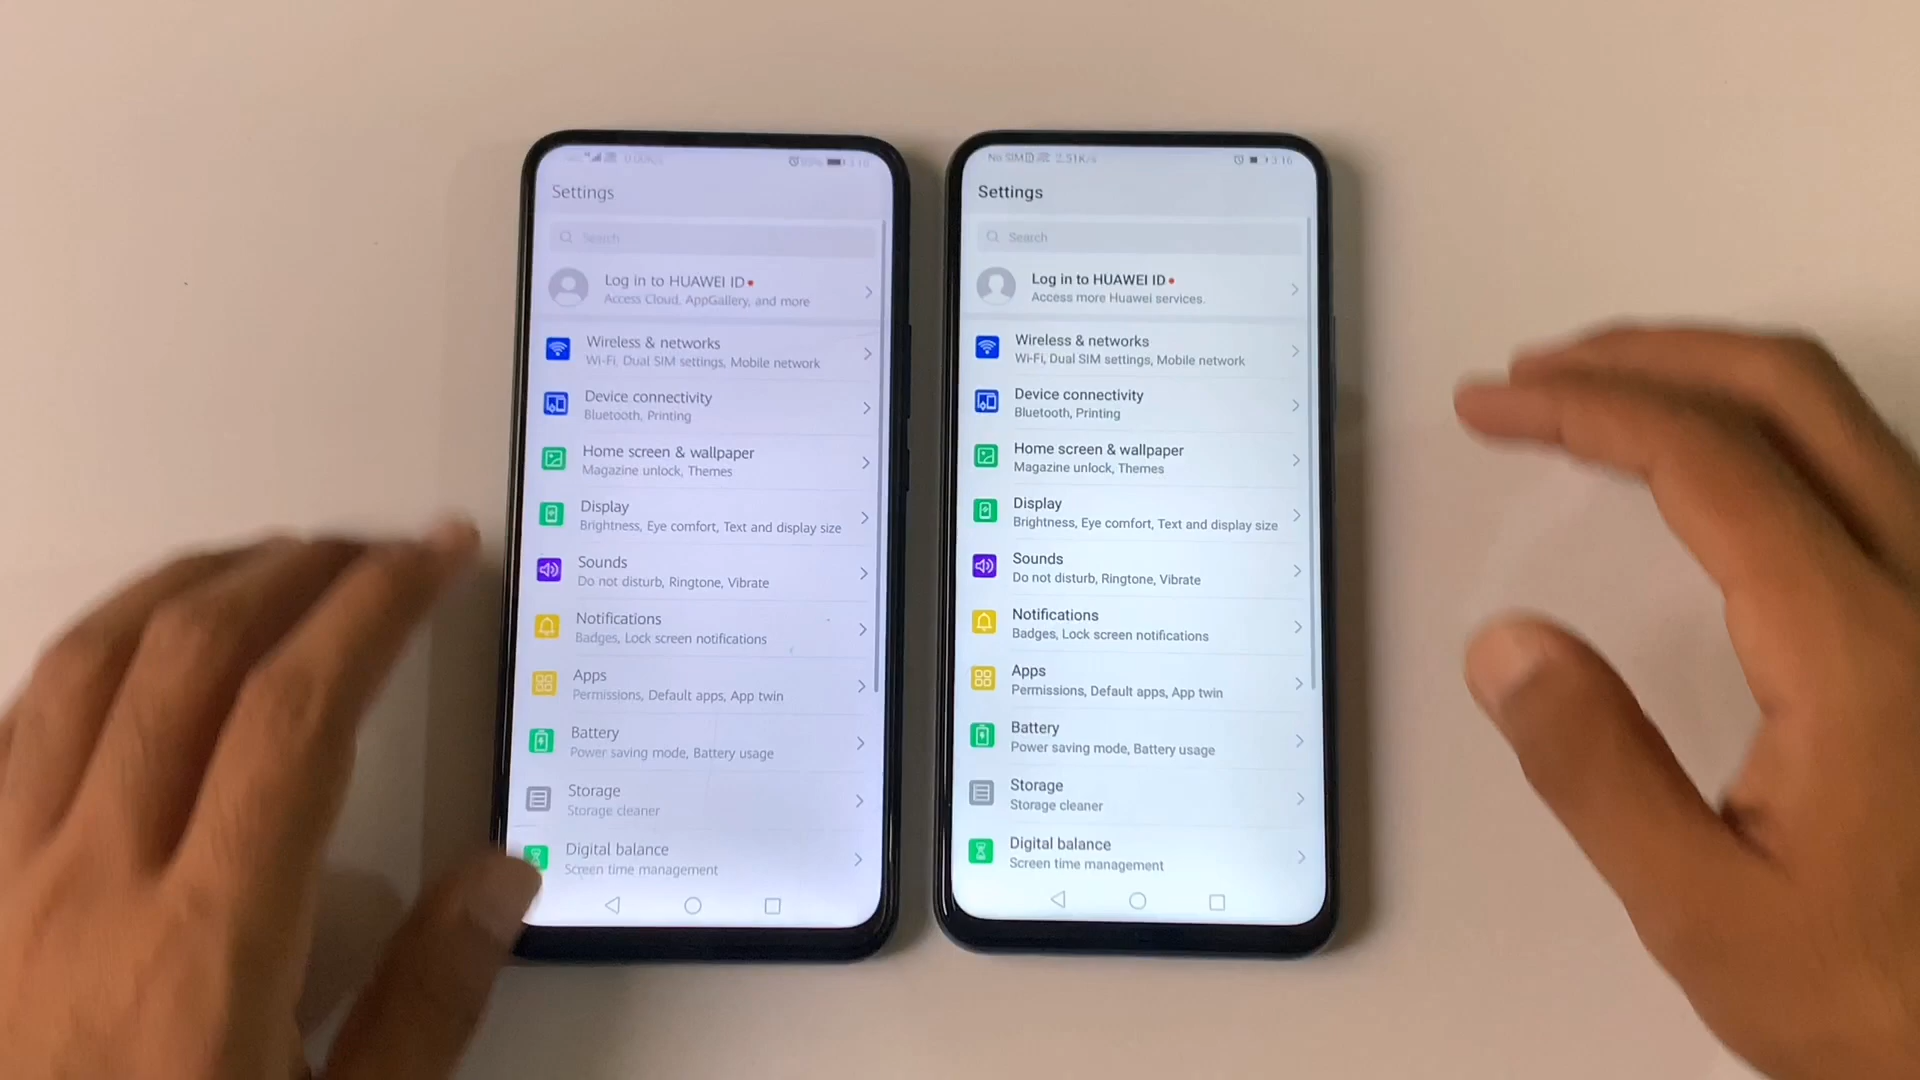 Settings
Search
Log in to HUAWEI ID
Access Cloud, AppGallery, and more
Wireless & networks
Wi-Fi, Dual SIM settings, Mobile network
Device connectivity
Bluetooth, Printing
Home screen & wallpaper
Magazine unlock, Themes
Display
Brightness, Eye comfort, Text and display size
Sounds
Do not disturb, Ringtone, Vibrate
Notifications
Badges, Lock screen notifications
Apps
Permissions, Default apps, App twin
Battery
Power saving mode, Battery usage
Storage
Storage cleaner
Digital balance
Screen time management
No SIM 2.51K/s 3:16
Settings
Search
Log in to HUAWEI ID
Access more Huawei services.
Wireless & networks
Wi-Fi, Dual SIM settings, Mobile network
Device connectivity
Bluetooth, Printing
Home screen & wallpaper
Magazine unlock, Themes
Display
Brightness, Eye comfort, Text and display size
Sounds
Do not disturb, Ringtone, Vibrate
Notifications
Badges, Lock screen notifications
Apps
Permissions, Default apps, App twin
Battery
Power saving mode, Battery usage
Storage
Storage cleaner
Digital balance
Screen time management